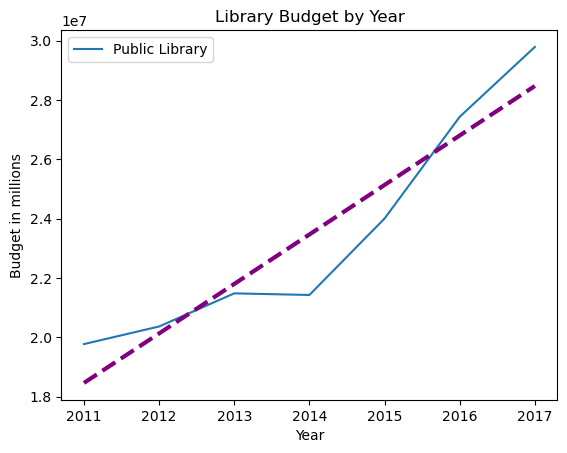 Library Budget by Year
1e7
Public Library
3.0
2.8
2.6
2.4
2.2
2.0
1.8
Budget in millions
2011 2012 2013 2014 2015 2016 2017
Year